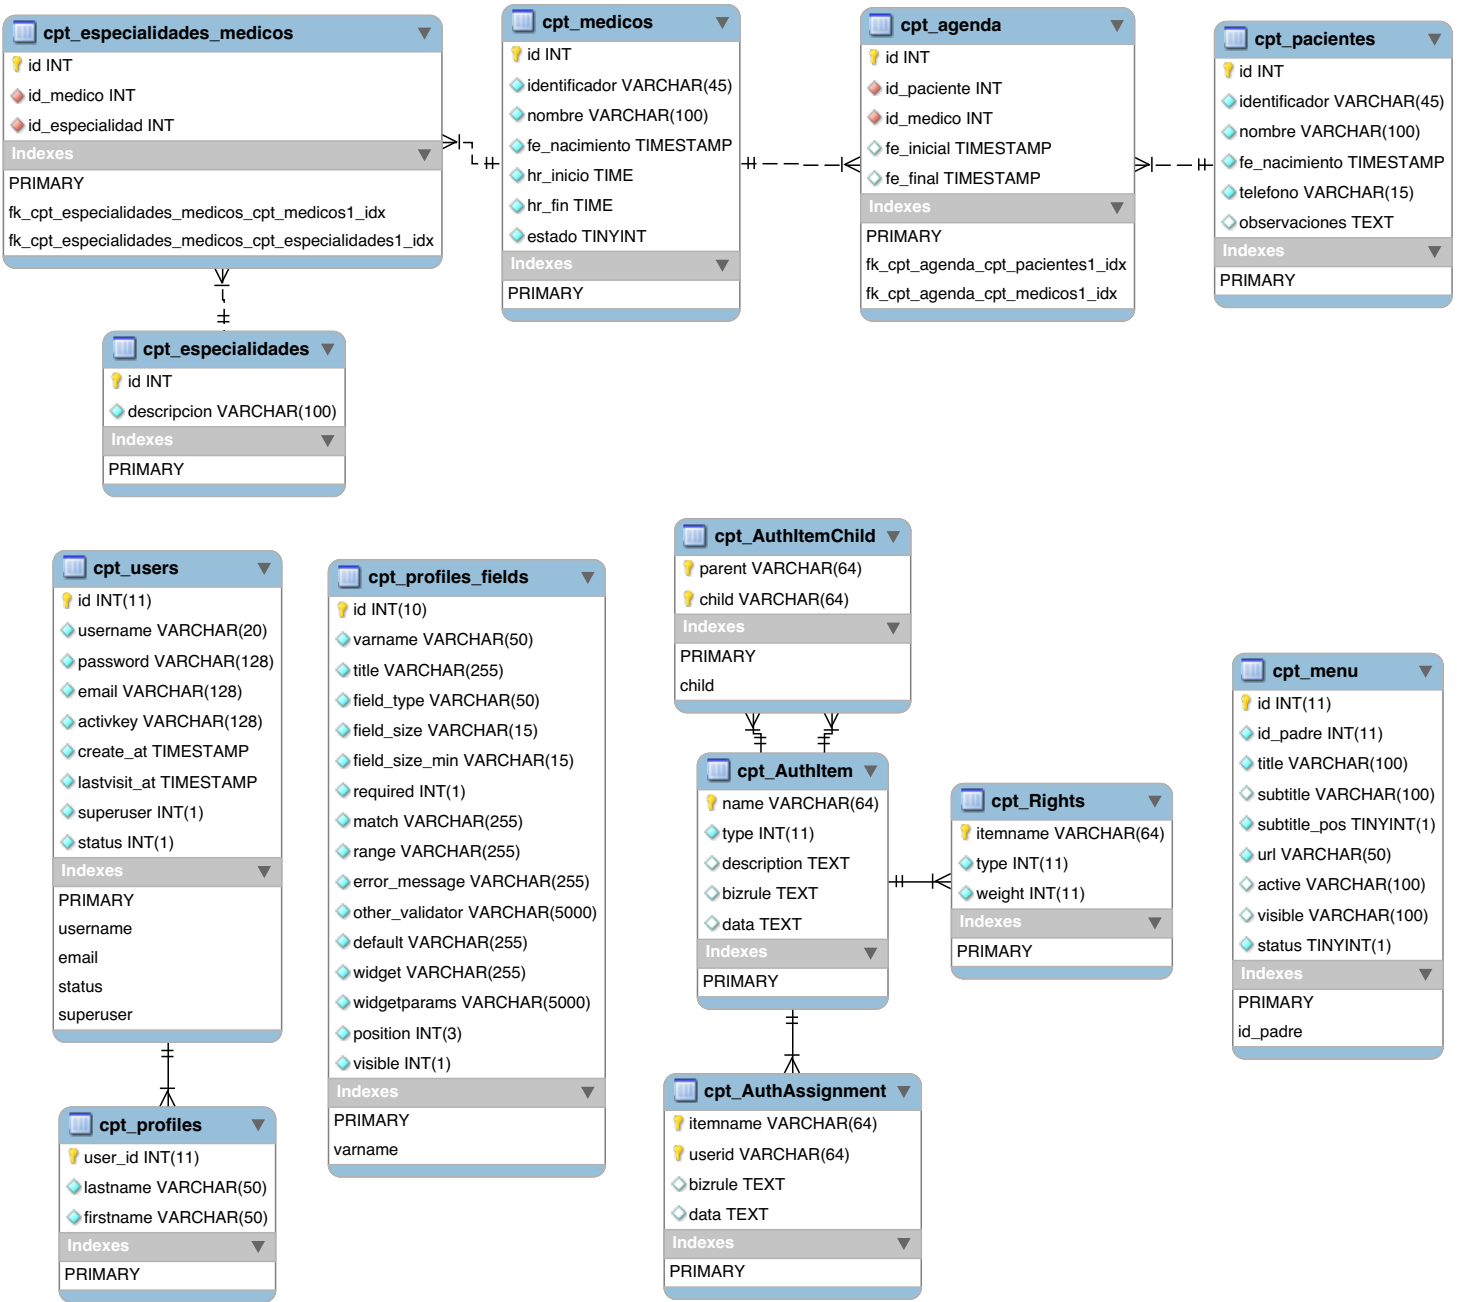 cpt_especialidades_medicos
id INT
id_medico INT
id_especialidad INT
Indexes
PRIMARY
fk_cpt_especialidades_medicos_cpt_medicos1_idx
fk_cpt_especialidades_medicos_cpt_especialidades1_idx
cpt_medicos
id INT
identificador VARCHAR(45)
nombre VARCHAR(100)
fe_nacimiento TIMESTAMP
hr_inicio TIME
hr_fin TIME
estado TINYINT
Indexes
PRIMARY
cpt_agenda
id INT
id_paciente INT
id_medico INT
fe_inicial TIMESTAMP
fe_final TIMESTAMP
Indexes
PRIMARY
fk_cpt_agenda_cpt_pacientes1_idx
fk_cpt_agenda_cpt_medicos1_idx
cpt_pacientes
id INT
identificador VARCHAR(45)
nombre VARCHAR(100)
fe_nacimiento TIMESTAMP
telefono VARCHAR(15)
observaciones TEXT
Indexes
PRIMARY
cpt_especialidades
id INT
descripcion VARCHAR(100)
Indexes
PRIMARY
cpt_users
id INT(11)
username VARCHAR(20)
password VARCHAR(128)
email VARCHAR(128)
activkey VARCHAR(128)
create_at TIMESTAMP
lastvisit_at TIMESTAMP
superuser INT(1)
status INT(1)
Indexes
PRIMARY
username
email
status
superuser
cpt_profiles
user_id INT(11)
lastname VARCHAR(50)
firstname VARCHAR(50)
Indexes
PRIMARY
cpt_profiles_fields
id INT(10)
varname VARCHAR(50)
title VARCHAR(255)
field_type VARCHAR(50)
field_size VARCHAR(15)
field_size_min VARCHAR(15)
required INT(1)
match VARCHAR(255)
range VARCHAR(255)
error_message VARCHAR(255)
other_validator VARCHAR(5000)
default VARCHAR(255)
widget VARCHAR(255)
widgetparams VARCHAR(5000)
position INT(3)
visible INT(1)
Indexes
PRIMARY
varname
cpt_AuthItemChild
parent VARCHAR(64)
child VARCHAR(64)
Indexes
PRIMARY
child
cpt_AuthItem
name VARCHAR(64)
type INT(11)
description TEXT
bizrule TEXT
data TEXT
Indexes
PRIMARY
cpt_Rights
itemname VARCHAR(64)
type INT(11)
weight INT(11)
Indexes
PRIMARY
cpt_AuthAssignment
itemname VARCHAR(64)
userid VARCHAR(64)
bizrule TEXT
data TEXT
Indexes
PRIMARY
cpt_menu
id INT(11)
id_padre INT(11)
title VARCHAR(100)
subtitle VARCHAR(100)
subtitle_pos TINYINT(1)
url VARCHAR(50)
active VARCHAR(100)
visible VARCHAR(100)
status TINYINT(1)
Indexes
PRIMARY
id_padre